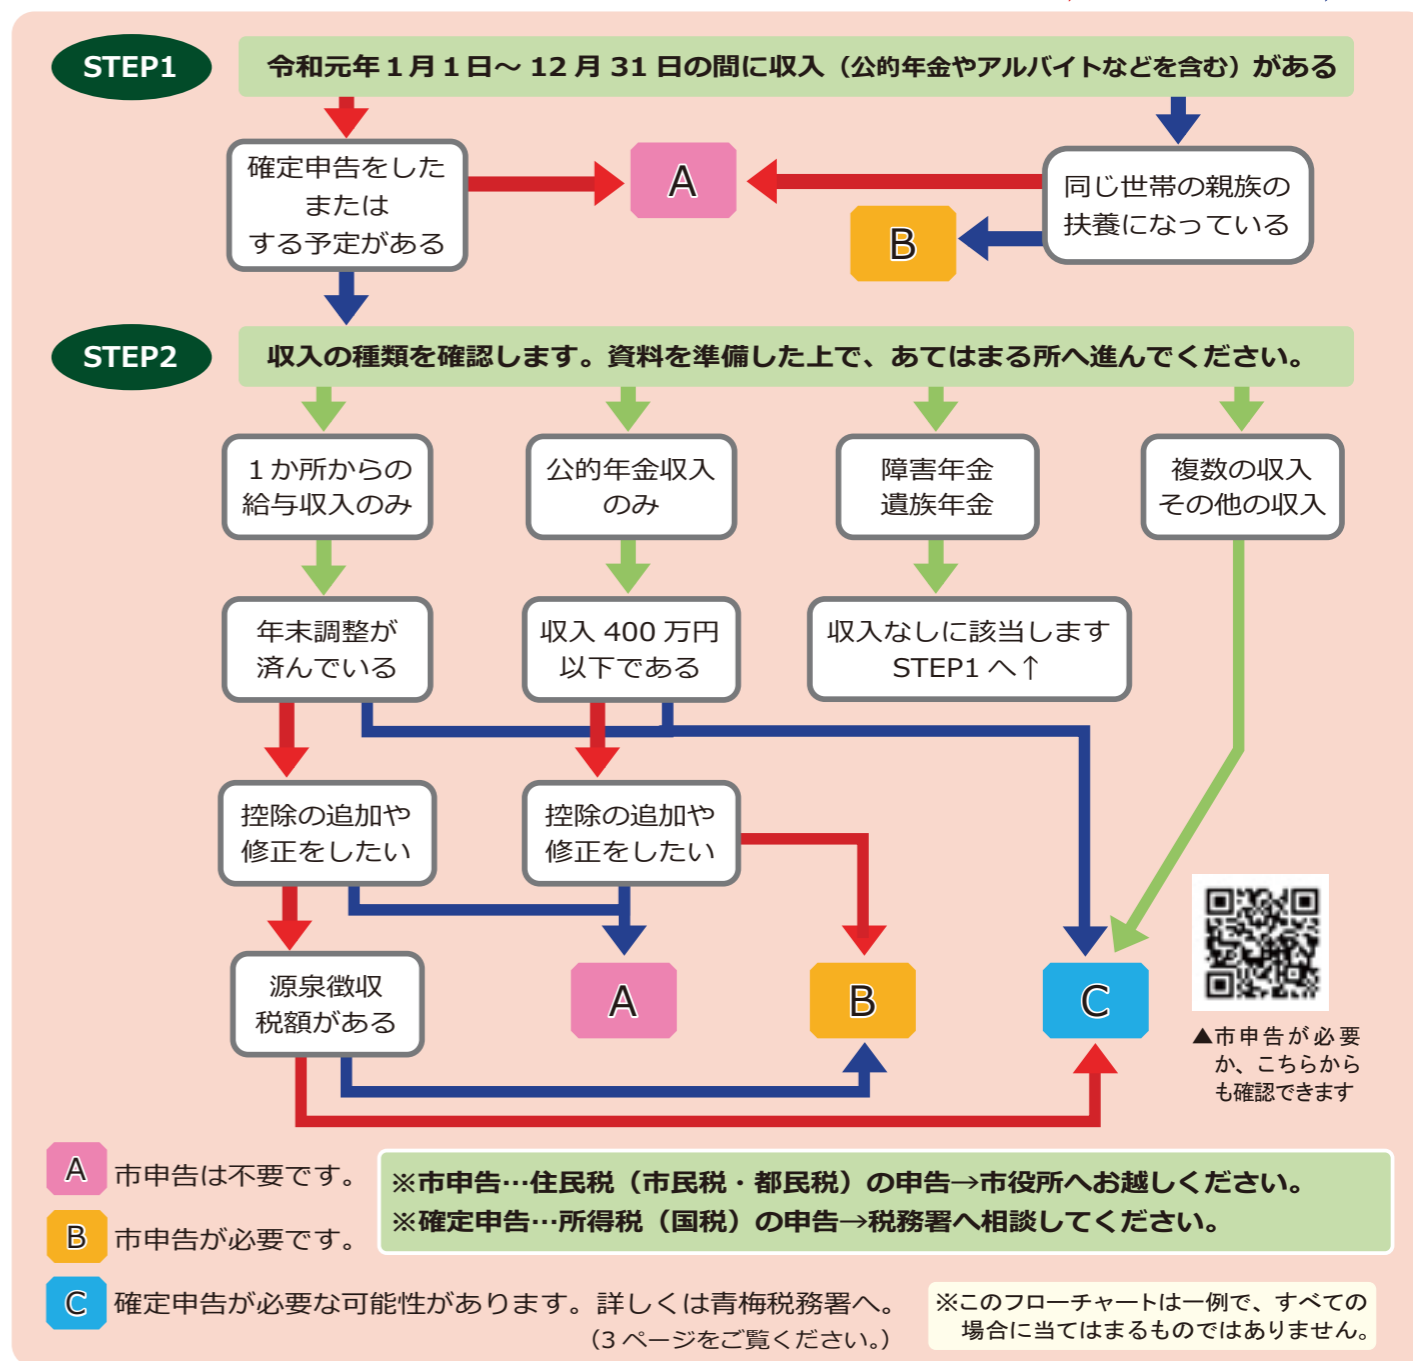 STEP1
令和元年1月1日～12月31日の間に収入（公的年金やアルバイトなどを含む）がある
確定申告をした
または
する予定がある
A
B
同じ世帯の親族の
扶養になっている
STEP2
収入の種類を確認します。資料を準備した上で、あてはまる所へ進んでください。
1か所からの
給与収入のみ
公的年金収入
のみ
障害年金
遺族年金
複数の収入
その他の収入
年末調整が
済んでいる
収入400万円
以下である
収入なしに該当します
STEP1へ↑
控除の追加や
修正をしたい
控除の追加や
修正をしたい
源泉徴収
税額がある
A
B
C
▲市申告が必要
か、こちらから
も確認できます
A 市申告は不要です。
B 市申告が必要です。
※市申告…住民税（市民税・都民税）の申告→市役所へお越しください。
※確定申告…所得税（国税）の申告→税務署へ相談してください。
C 確定申告が必要な可能性があります。詳しくは青梅税務署へ。
（3ページをご覧ください。）
※このフローチャートは一例で、すべての
場合に当てはまるものではありません。